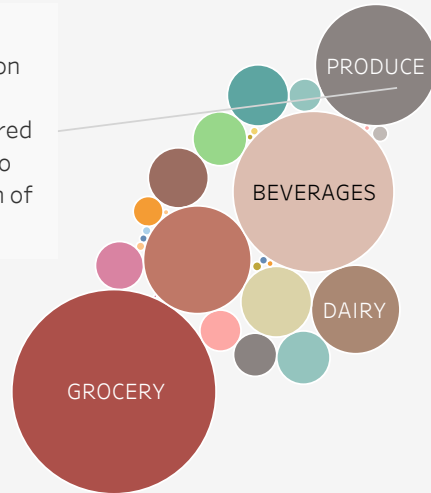 on
red
o
of
PRODUCE
BEVERAGES
DAIRY
GROCERY